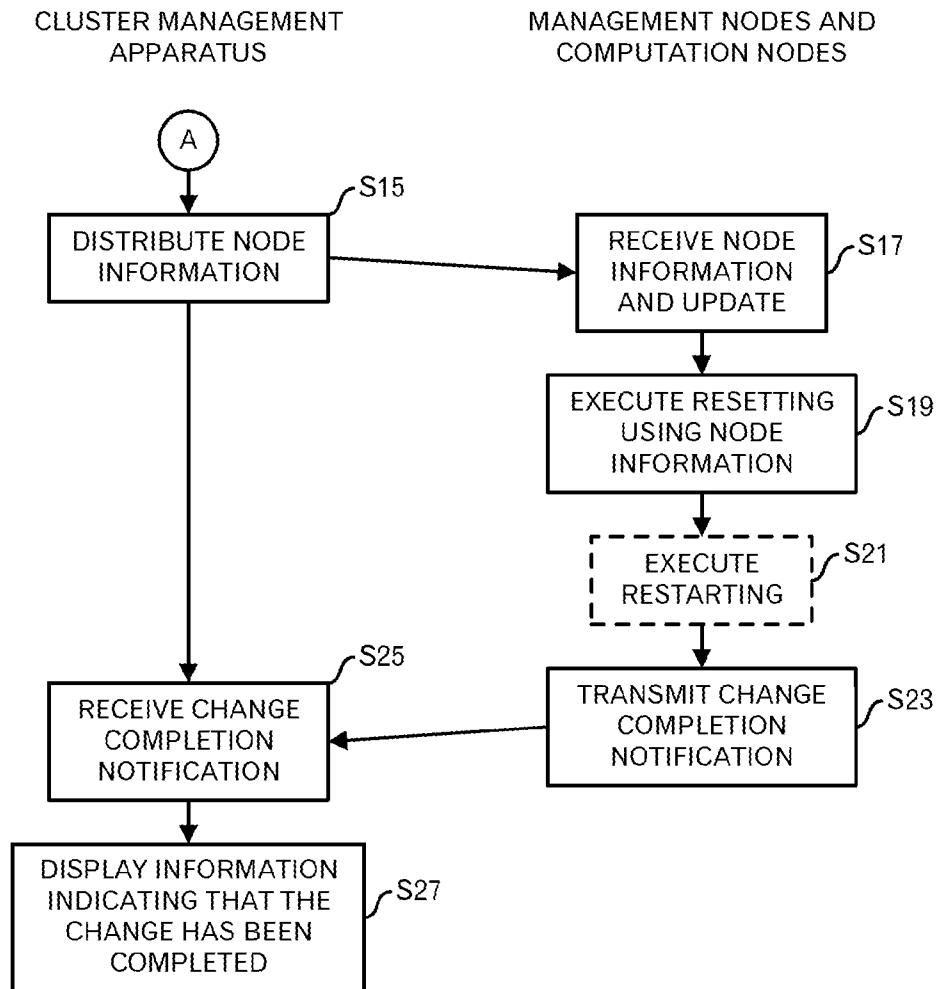 CLUSTER MANAGEMENT
APPARATUS
MANAGEMENT NODES AND
COMPUTATION NODES
A
S15
DISTRIBUTE NODE
INFORMATION
RECEIVE NODE
INFORMATION
AND UPDATE
S17
EXECUTE RESETTING
USING NODE
INFORMATION
S19
EXECUTE
RESTARTING
S21
S25
RECEIVE CHANGE
COMPLETION
NOTIFICATION
TRANSMIT CHANGE
COMPLETION
NOTIFICATION
S23
DISPLAY INFORMATION
INDICATING THAT THE
CHANGE HAS BEEN
COMPLETED
S27